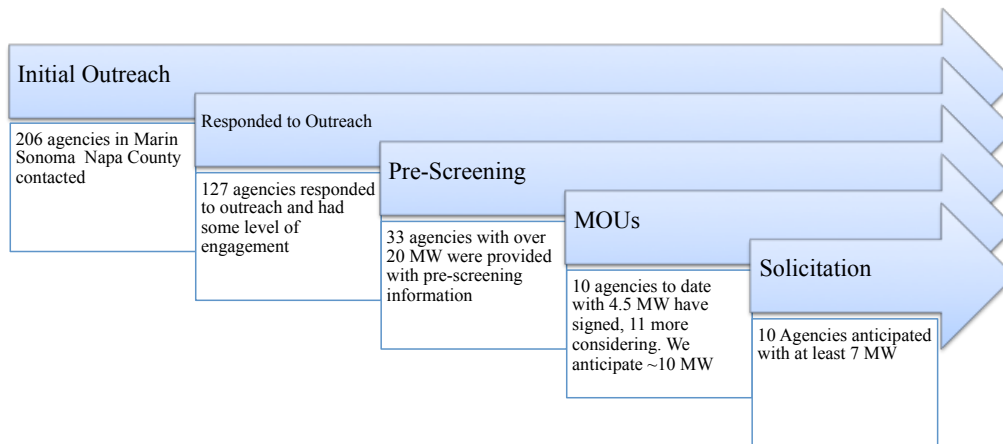 Initial Outreach
206 agencies in Marin
Sonoma  Napa County
contacted
Responded to Outreach
127 agencies responded
to outreach and had
some level of
engagement
Pre-Screening
33 agencies with over
20 MW were provided
with pre-screening
information
MOUs
10 agencies to date
with 4.5 MW have
signed, 11 more
considering. We
anticipate ~10 MW
Solicitation
10 Agencies anticipated
with at least 7 MW